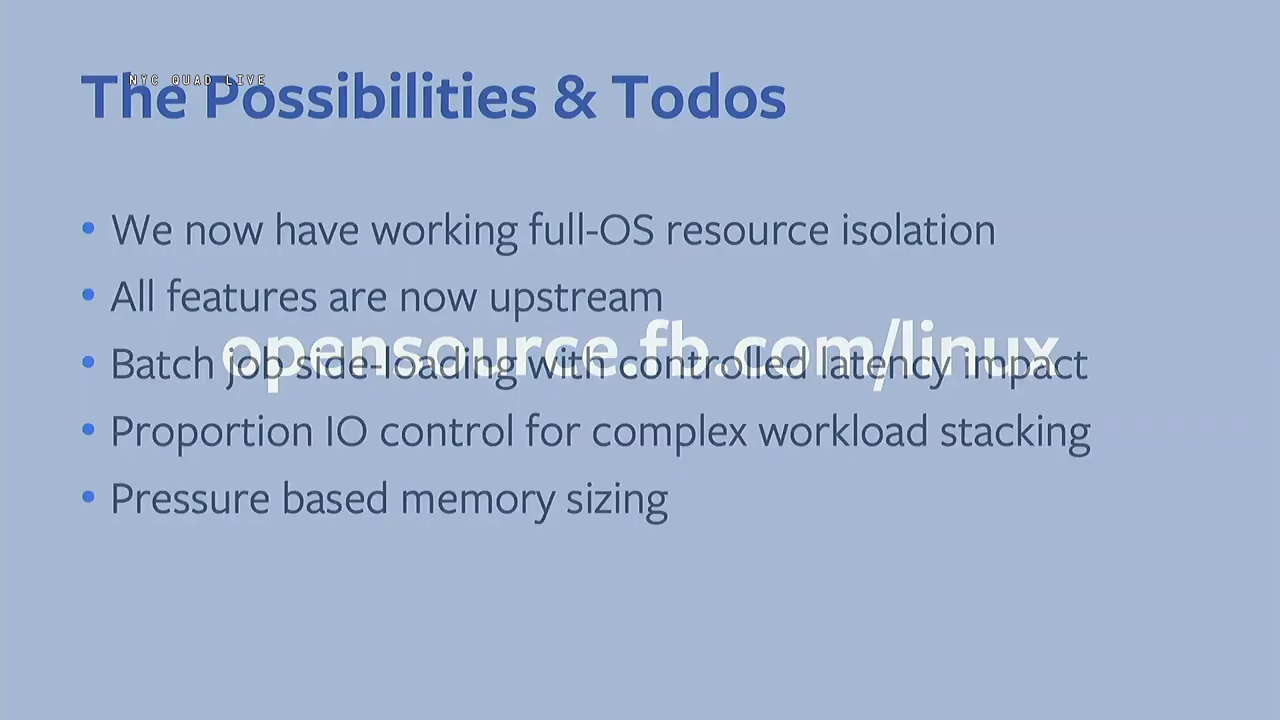 NYC QUAD LIVE
The Possibilities & Todos
• We now have working full-OS resource isolation
• All features are now upstream
opensource.fb.com/linux
• Batch job side-loading with controlled latency impact
• Proportion IO control for complex workload stacking
• Pressure based memory sizing